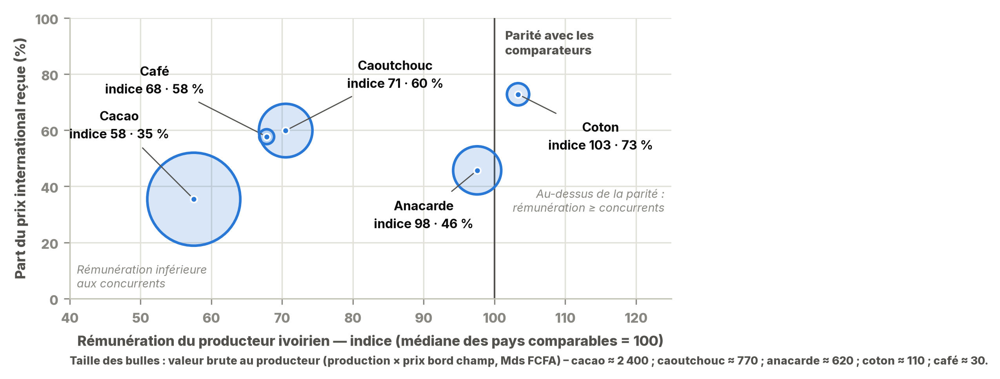 Part du prix international reçue (%)
100
80
60
40
20
0
Parité avec les
comparateurs
Café
indice 68 · 58 %
Caoutchouc
indice 71 · 60 %
Cacao
indice 58 · 35 %
Coton
indice 103 · 73 %
Anacarde
indice 98 · 46 %
Au-dessus de la parité :
rémunération ≥ concurrents
Rémunération inférieure
aux concurrents
40 50 60 70 80 90 100 110 120
Rémunération du producteur ivoirien — indice (médiane des pays comparables = 100)
Taille des bulles : valeur brute au producteur (production × prix bord champ, Mds FCFA) – cacao ≈ 2 400 ; caoutchouc ≈ 770 ; anacarde ≈ 620 ; coton ≈ 110 ; café ≈ 30.